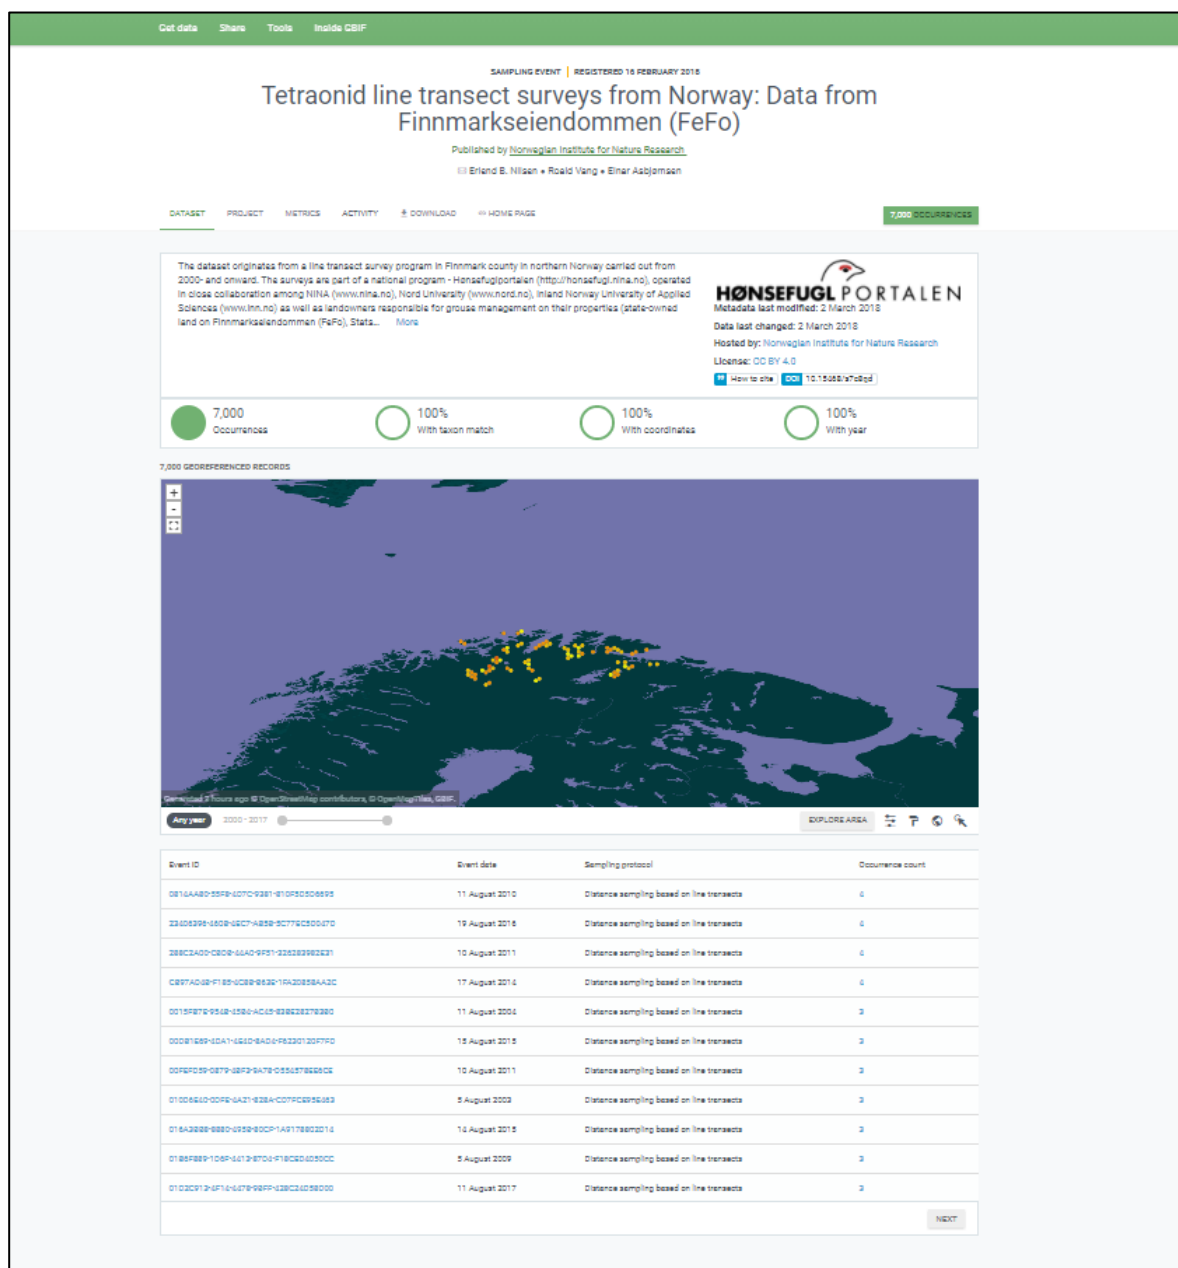 Get data Share Tools Inside GBIF
SAMPLING EVENT | REGISTERED 16 FEBRUARY 2018
Tetraonid line transect surveys from Norway: Data from
Finnmarkseiendommen (FeFo)
Published by Norwegian Institute for Nature Research
Erlend B. Nilsen • Roald Vang • Einar Asbjørnsen
DATASET PROJECT METRICS ACTIVITY DOWNLOAD HOME PAGE
7,000 OCCURRENCES
The dataset originates from a line transect survey program in Finnmark county in northern Norway carried out from
2000- and onward. The surveys are part of a national program - Hønsefuglportalen (http://honsefugl.nina.no), operated
in close collaboration among NINA (www.nina.no), Nord University (www.nord.no), Inland Norway University of Applied
Sciences (www.inn.no) as well as landowners responsible for grouse management on their properties (state-owned
land on Finnmarkseiendommen (FeFo), Stats... More
HØNSEFUGL PORTALEN
Metadata last modified: 2 March 2018
Data last changed: 2 March 2018
Hosted by: Norwegian Institute for Nature Research
License: CC BY 4.0
How to cite DOI
7,000
Occurrences
100%
With taxon match
100%
With coordinates
100%
With year
7,000 GEOREFERENCED RECORDS
+
-
Generated hours ago © OpenStreetMap contributors, © OpenMapTiles, GBIF.
Any year 2000 - 2017
EXPLORE AREA
Event ID Event date Sampling protocol Occurrence count
11 August 2010 Distance sampling based on line transects 4
19 August 2016 Distance sampling based on line transects 4
10 August 2011 Distance sampling based on line transects 4
17 August 2014 Distance sampling based on line transects 4
11 August 2004 Distance sampling based on line transects 3
15 August 2015 Distance sampling based on line transects 3
10 August 2011 Distance sampling based on line transects 3
5 August 2003 Distance sampling based on line transects 3
14 August 2015 Distance sampling based on line transects 3
5 August 2009 Distance sampling based on line transects 3
11 August 2017 Distance sampling based on line transects 3
NEXT